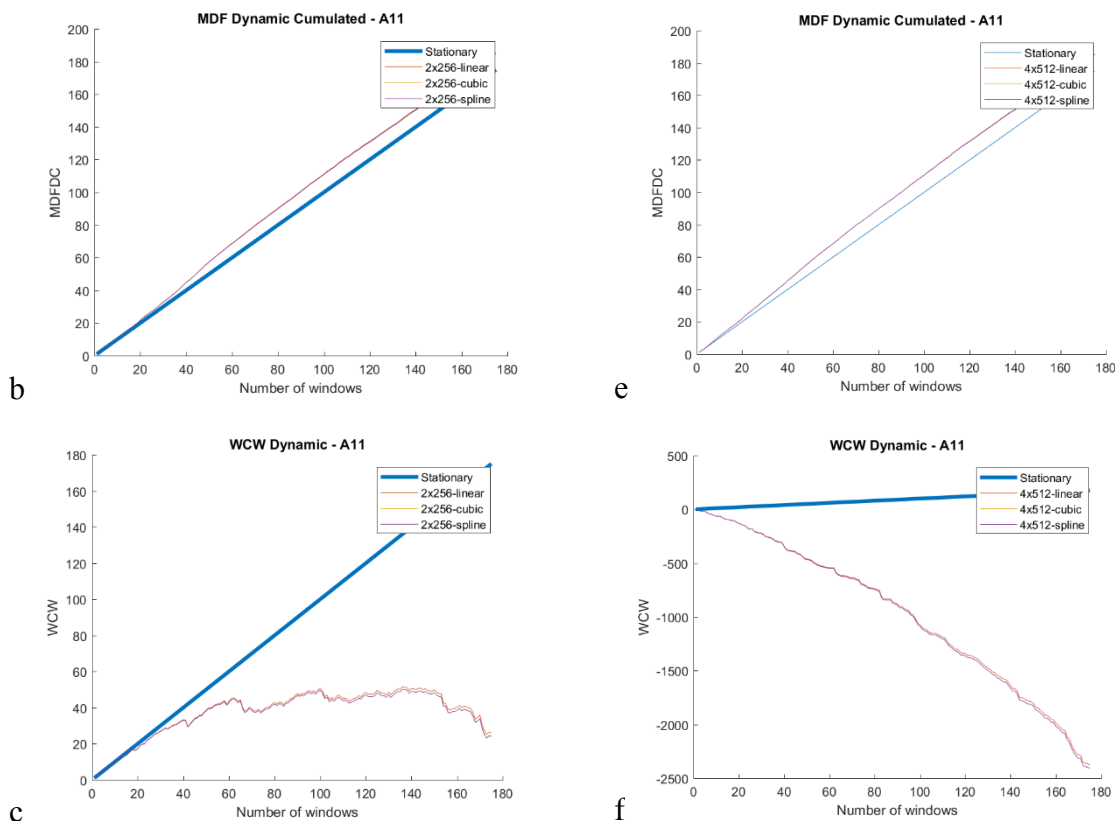 MDF Dynamic Cumulated - A11
200
180
160
140
120
100
80
60
40
20
0
MDFDC
Stationary
2x256-linear
2x256-cubic
2x256-spline
0 20 40 60 80 100 120 140 160 180
Number of windows
b
MDF Dynamic Cumulated - A11
200
180
160
140
120
100
80
60
40
20
0
MDFDC
Stationary
4x512-linear
4x512-cubic
4x512-spline
0 20 40 60 80 100 120 140 160 180
Number of windows
e
WCW Dynamic - A11
180
160
140
120
100
80
60
40
20
0
WCW
Stationary
2x256-linear
2x256-cubic
2x256-spline
0 20 40 60 80 100 120 140 160 180
Number of windows
c
WCW Dynamic - A11
500
0
-500
-1000
-1500
-2000
-2500
WCW
Stationary
4x512-linear
4x512-cubic
4x512-spline
0 20 40 60 80 100 120 140 160 180
Number of windows
f